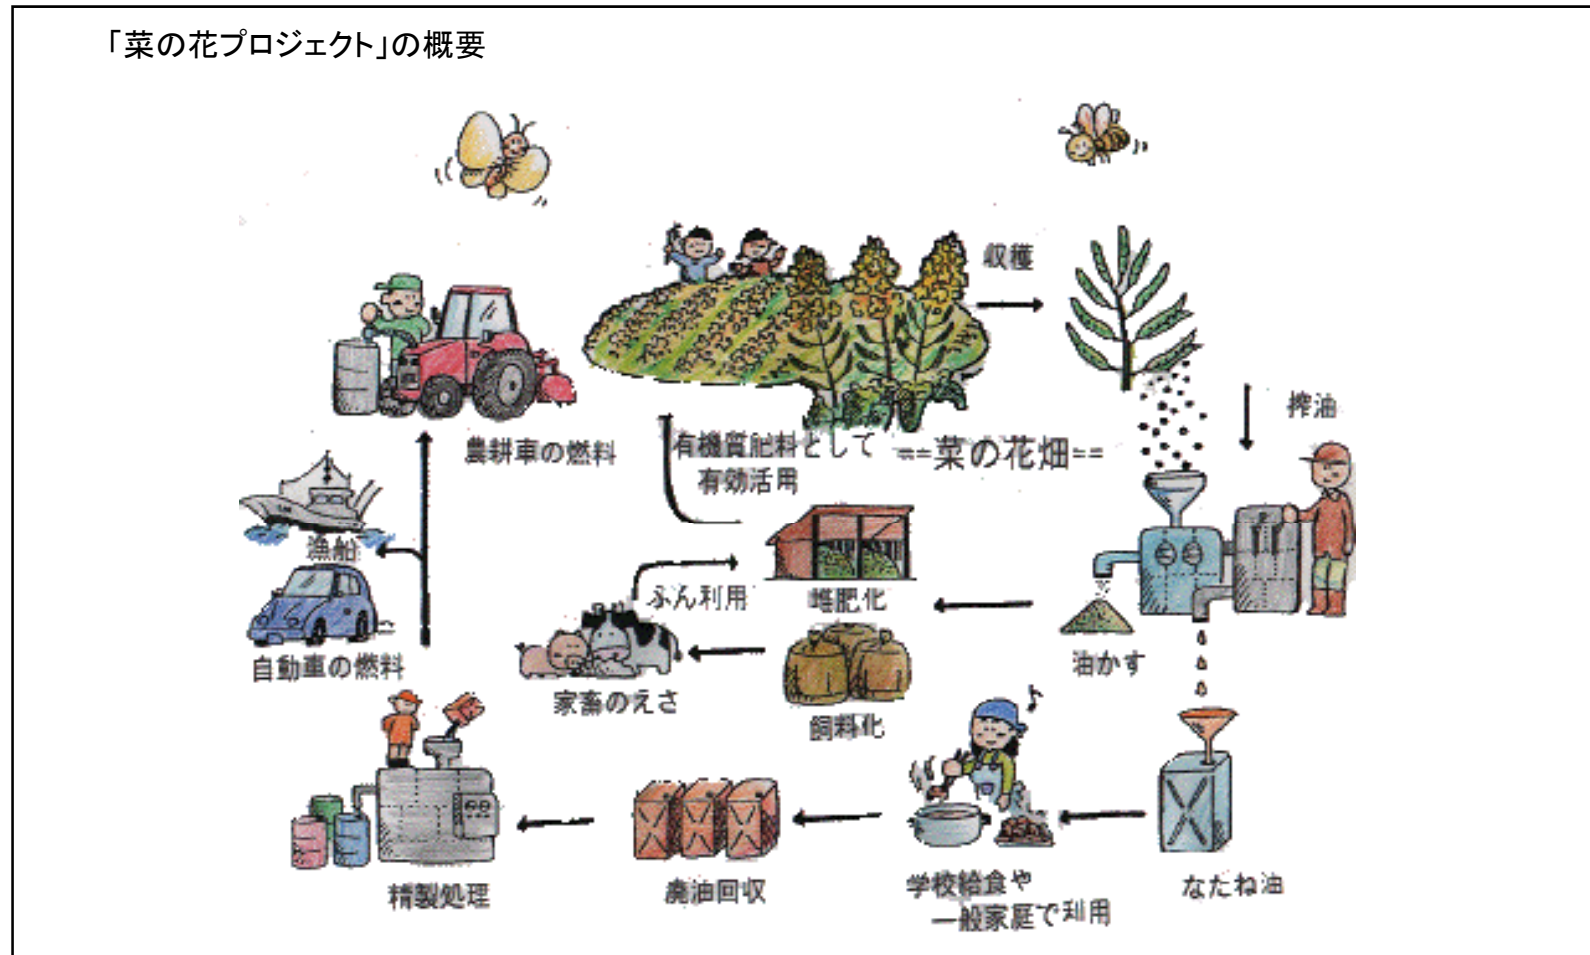 「菜の花プロジェクト」の概要
収穫
搾油
農耕車の燃料
有機質肥料として
有効活用
==菜の花畑==
漁船
ふん利用
堆肥化
油かす
自動車の燃料
家畜のえさ
飼料化
精製処理
廃油回収
学校給食や
一般家庭で利用
なたね油